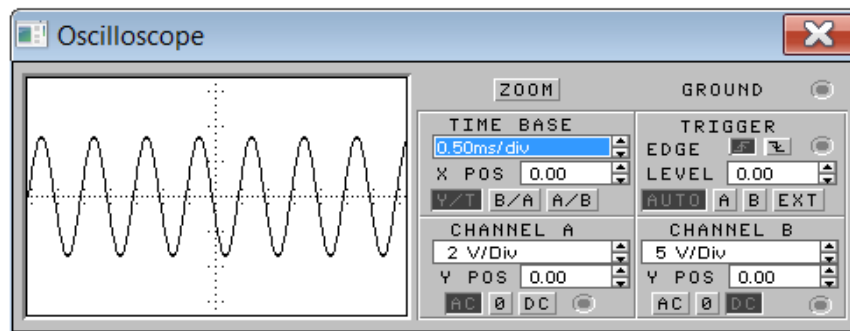 Oscilloscope
ZOOM GROUND
TIME BASE
0.50ms/div
X POS 0.00
Y/T B/A A/B
TRIGGER
EDGE
LEVEL 0.00
AUTO A B EXT
CHANNEL A
2 V/Div
Y POS 0.00
AC 0 DC
CHANNEL B
5 V/Div
Y POS 0.00
AC 0 DC